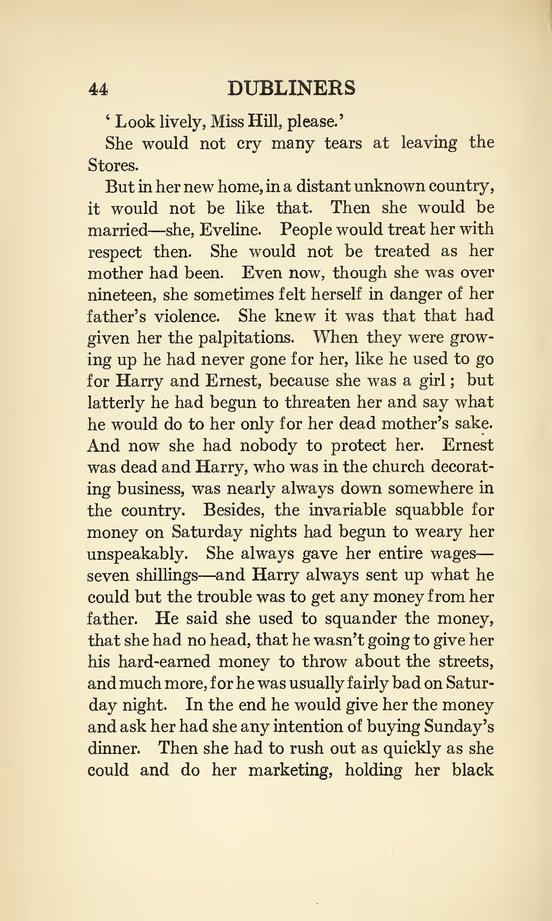 44 DUBLINERS
‘ Look lively, Miss Hill, please.’
She would not cry many tears at leaving the
Stores.
But in her new home, in a distant unknown country,
it would not be like that. Then she would be
married—she, Eveline. People would treat her with
respect then. She would not be treated as her
mother had been. Even now, though she was over
nineteen, she sometimes felt herself in danger of her
father’s violence. She knew it was that that had
given her the palpitations. When they were grow-
ing up he had never gone for her, like he used to go
for Harry and Ernest, because she was a girl ; but
latterly he had begun to threaten her and say what
he would do to her only for her dead mother’s sake.
And now she had nobody to protect her. Ernest
was dead and Harry, who was in the church decorat-
ing business, was nearly always down somewhere in
the country. Besides, the invariable squabble for
money on Saturday nights had begun to weary her
unspeakably. She always gave her entire wages—
seven shillings—and Harry always sent up what he
could but the trouble was to get any money from her
father. He said she used to squander the money,
that she had no head, that he wasn’t going to give her
his hard-earned money to throw about the streets,
and much more, for he was usually fairly bad on Satur-
day night. In the end he would give her the money
and ask her had she any intention of buying Sunday’s
dinner. Then she had to rush out as quickly as she
could and do her marketing, holding her black